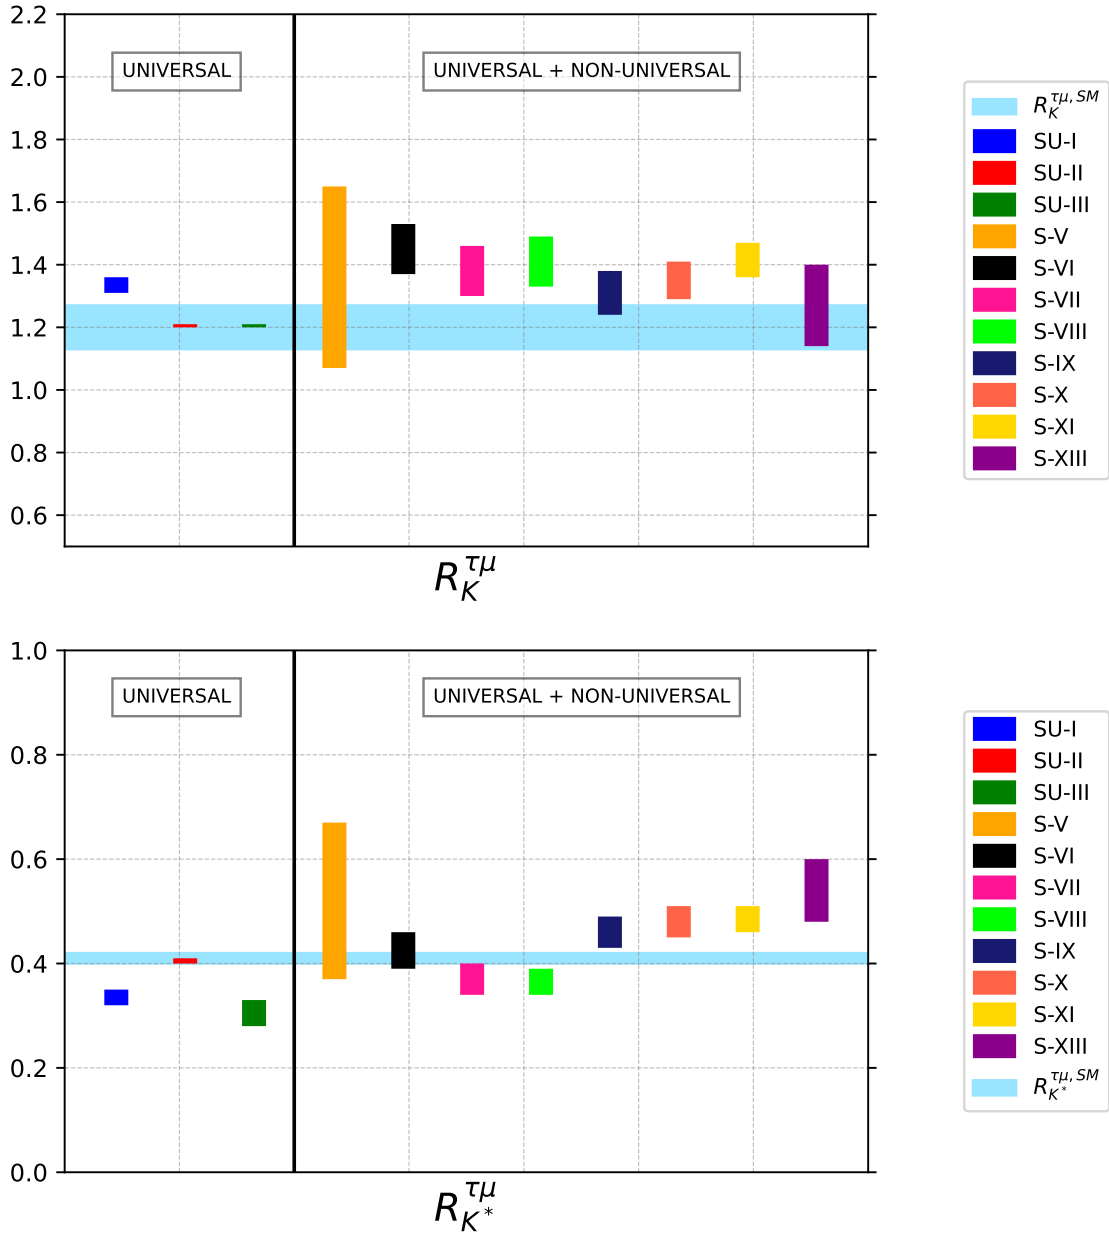 2.2
UNIVERSAL
UNIVERSAL + NON-UNIVERSAL
2.0
1.8
1.6
1.4
1.2
1.0
0.8
0.6
R_K^{τμ}
R_K^{τμ, SM}
SU-I
SU-II
SU-III
S-V
S-VI
S-VII
S-VIII
S-IX
S-X
S-XI
S-XIII
1.0
UNIVERSAL
UNIVERSAL + NON-UNIVERSAL
0.8
0.6
0.4
0.2
0.0
R_{K*}^{τμ}
SU-I
SU-II
SU-III
S-V
S-VI
S-VII
S-VIII
S-IX
S-X
S-XI
S-XIII
R_{K*}^{τμ, SM}